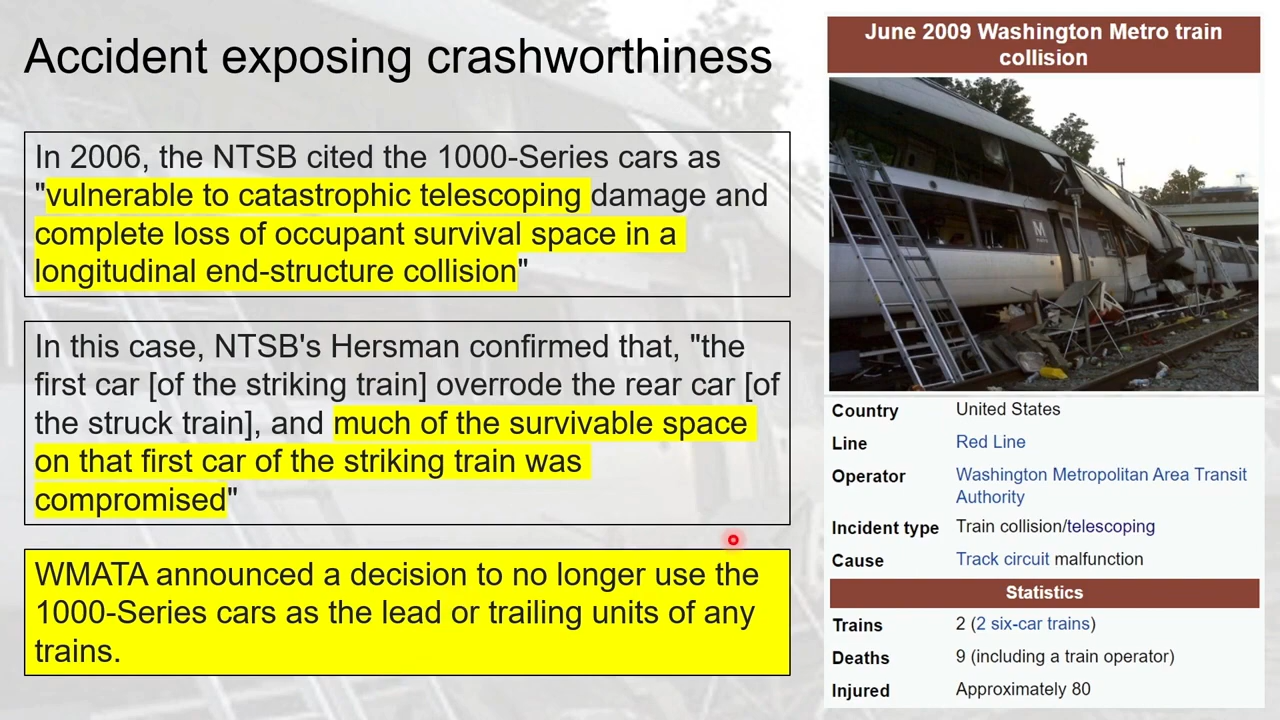 Accident exposing crashworthiness
In 2006, the NTSB cited the 1000-Series cars as
"vulnerable to catastrophic telescoping damage and
complete loss of occupant survival space in a
longitudinal end-structure collision"
In this case, NTSB's Hersman confirmed that, "the
first car [of the striking train] overrode the rear car [of
the struck train], and much of the survivable space
on that first car of the striking train was
compromised"
WMATA announced a decision to no longer use the
1000-Series cars as the lead or trailing units of any
trains.
June 2009 Washington Metro train
collision
M
Country United States
Line Red Line
Operator Washington Metropolitan Area Transit
Authority
Incident type Train collision/telescoping
Cause Track circuit malfunction
Statistics
Trains 2 (2 six-car trains)
Deaths 9 (including a train operator)
Injured Approximately 80